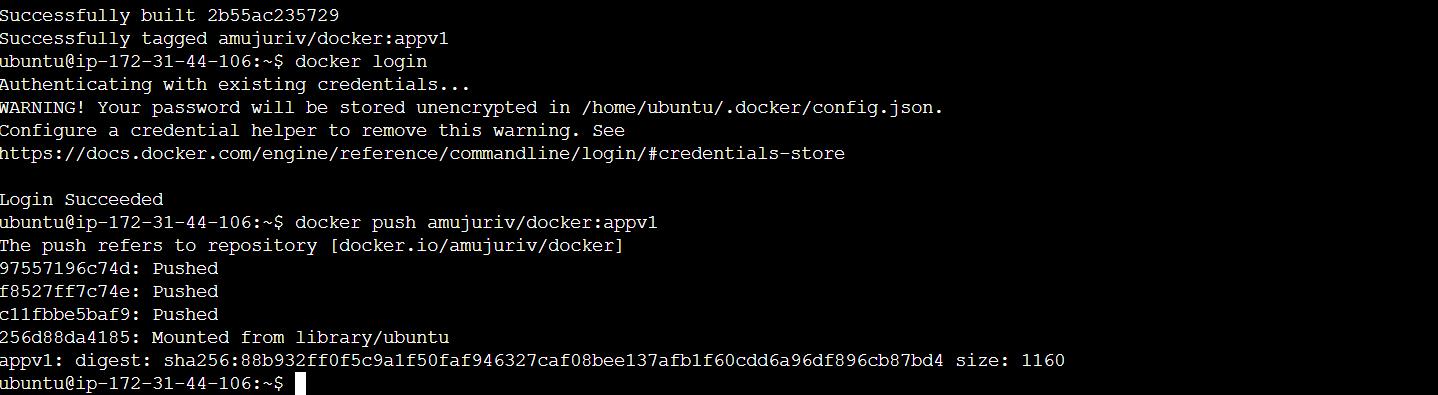 Successfully built 2b55ac235729
Successfully tagged amujuriv/docker:appv1
ubuntu@ip-172-31-44-106:~$ docker login
Authenticating with existing credentials...
WARNING! Your password will be stored unencrypted in /home/ubuntu/.docker/config.json.
Configure a credential helper to remove this warning. See
https://docs.docker.com/engine/reference/commandline/login/#credentials-store
Login Succeeded
ubuntu@ip-172-31-44-106:~$ docker push amujuriv/docker:appv1
The push refers to repository [docker.io/amujuriv/docker]
97557196c74d: Pushed
f8527ff7c74e: Pushed
c11fbbe5baf9: Pushed
256d88da4185: Mounted from library/ubuntu
appv1: digest: sha256:88b932ff0f5c9a1f50faf946327caf08bee137afb1f60cdd6a96df896cb87bd4 size: 1160
ubuntu@ip-172-31-44-106:~$